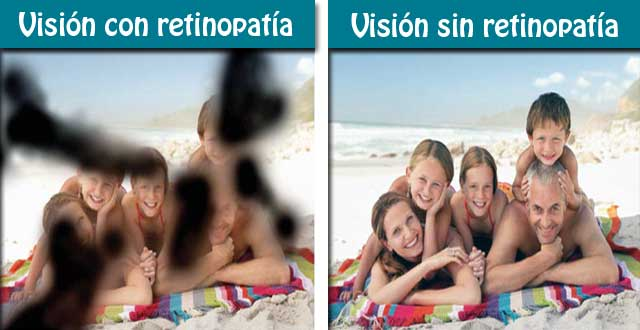 Visión con retinopatía
Visión sin retinopatía